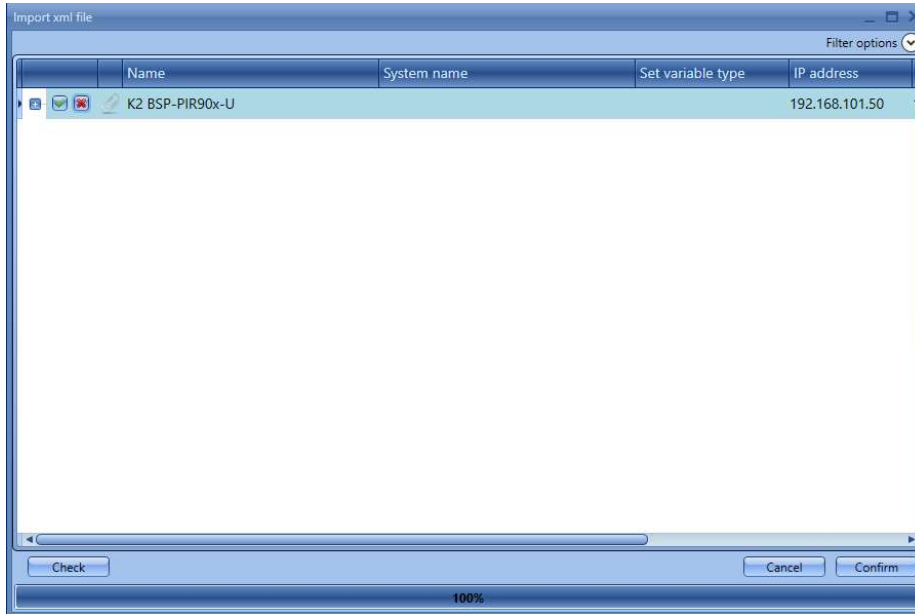 Import xml file
Filter options
Name System name Set variable type IP address
K2 BSP-PIR90x-U 192.168.101.50
Check Cancel Confirm
100%